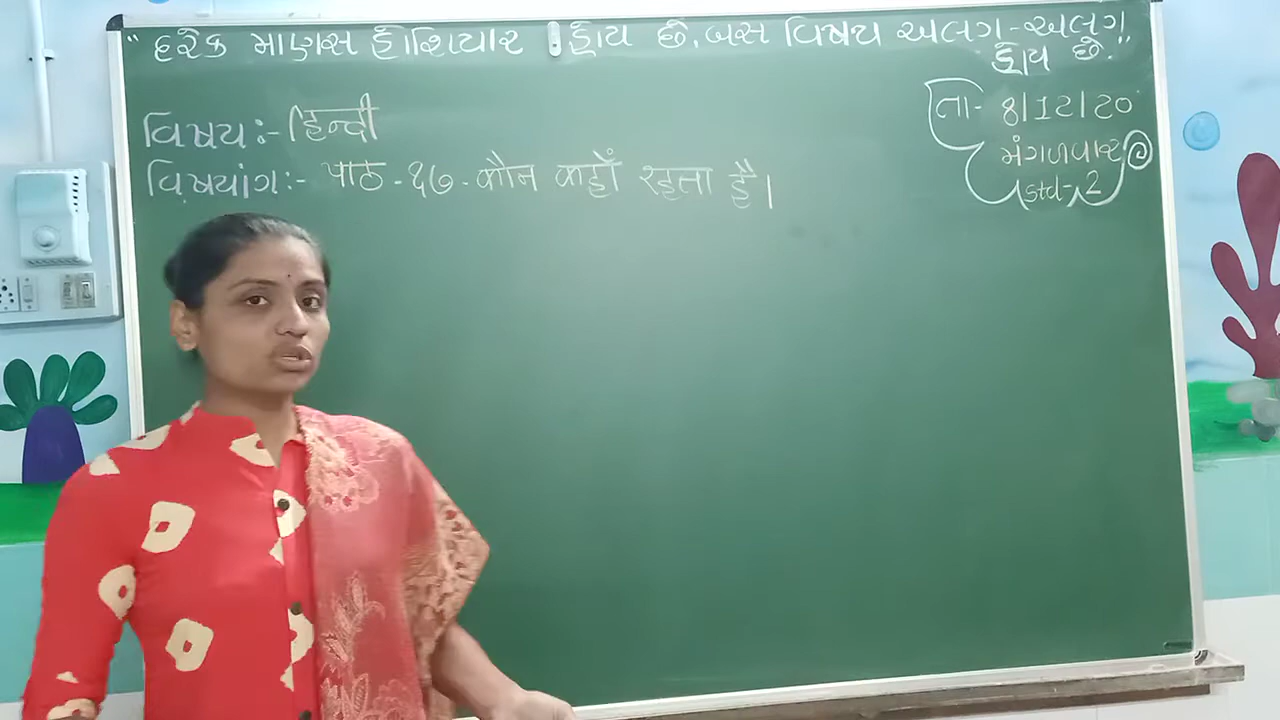 "દરેક માણસ હોશિયાર હોય છે, બસ વિષય અલગ-અલગ
હોય છે."
તા- 8/12/20
મંગળવાર
std-2
વિષય:- हिन्दी
વિષયાંગ:- पाठ-१७-कौन कहाँ रहता है।